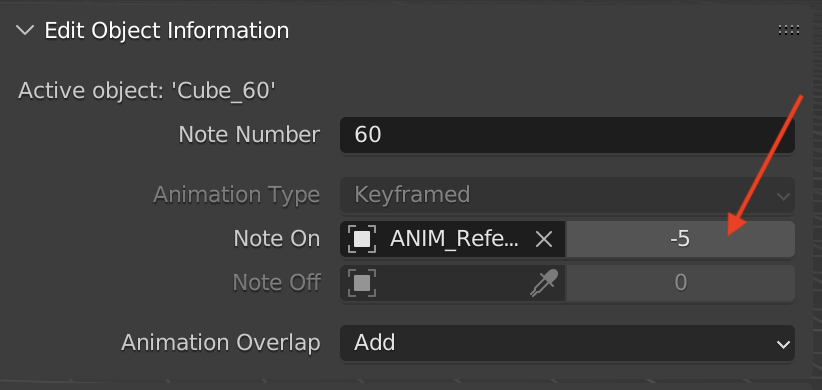 Edit Object Information
Active object: 'Cube_60'
Note Number 60
Animation Type Keyframed
Note On ANIM_Refe... -5
Note Off 0
Animation Overlap Add